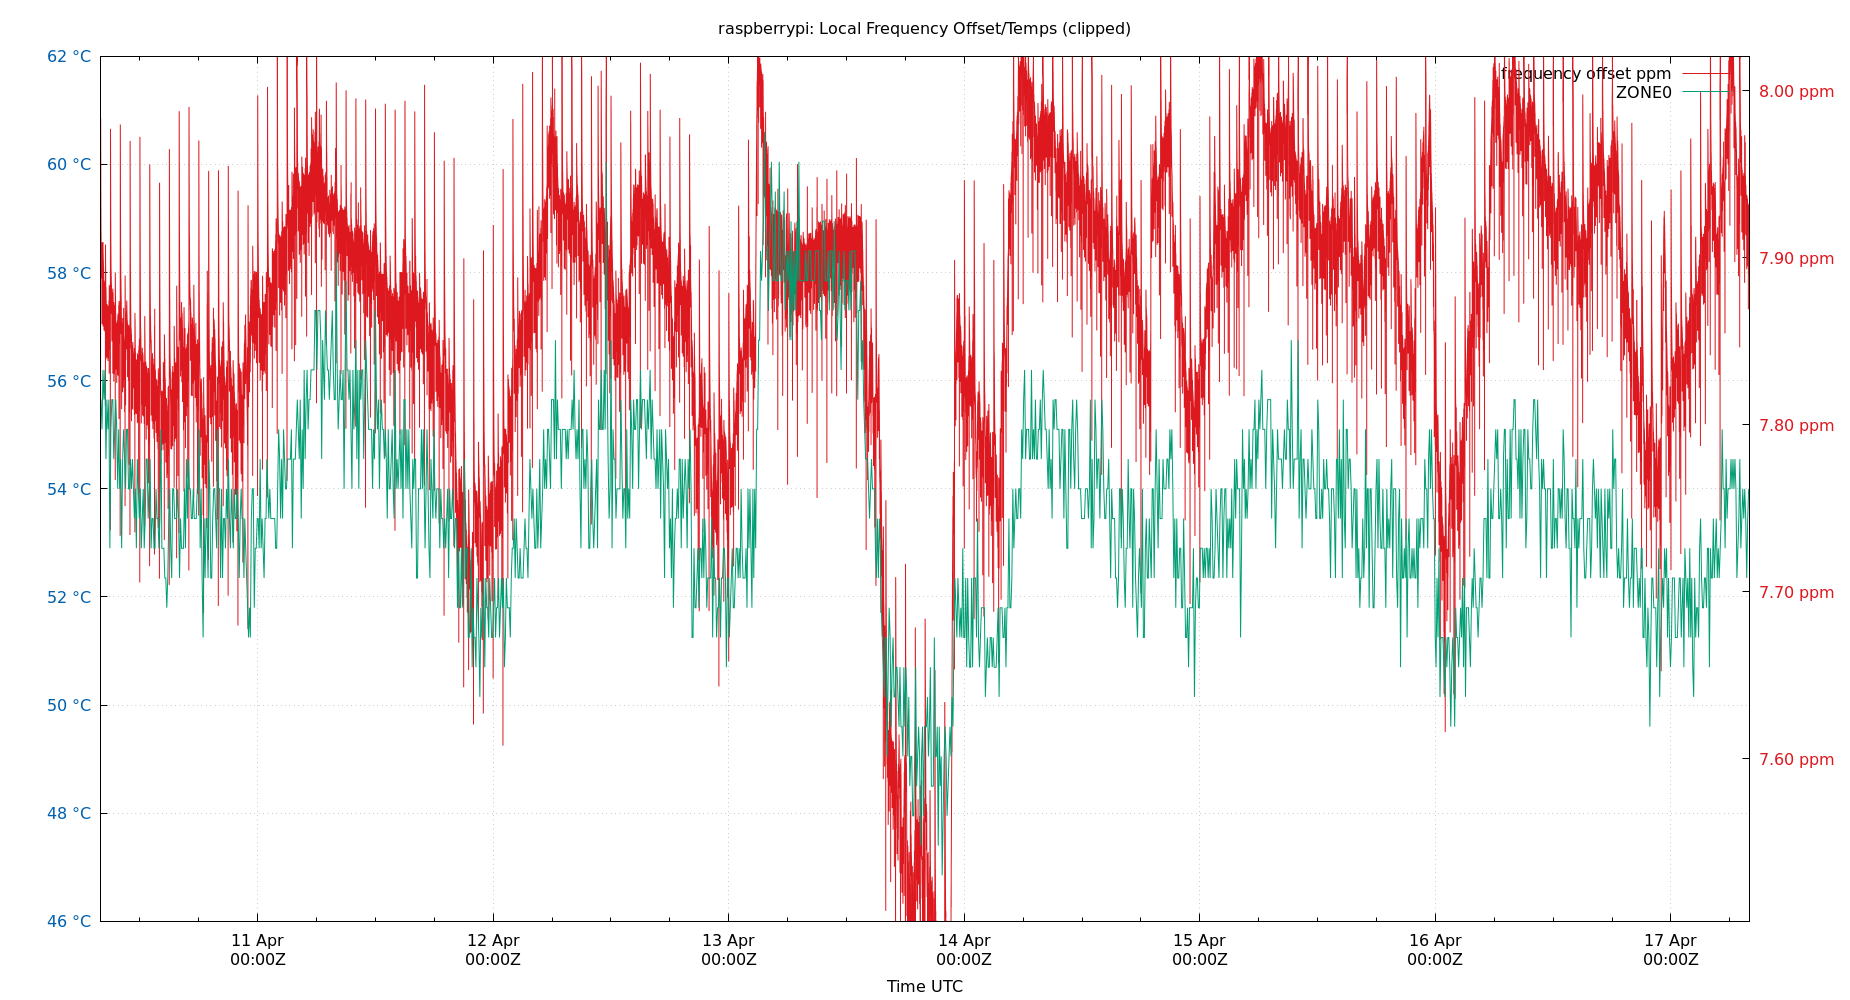 raspberrypi: Local Frequency Offset/Temps (clipped)
62 °C
60 °C
58 °C
56 °C
54 °C
52 °C
50 °C
48 °C
46 °C
frequency offset ppm
ZONE0
8.00 ppm
7.90 ppm
7.80 ppm
7.70 ppm
7.60 ppm
11 Apr
00:00Z
12 Apr
00:00Z
13 Apr
00:00Z
14 Apr
00:00Z
15 Apr
00:00Z
16 Apr
00:00Z
17 Apr
00:00Z
Time UTC